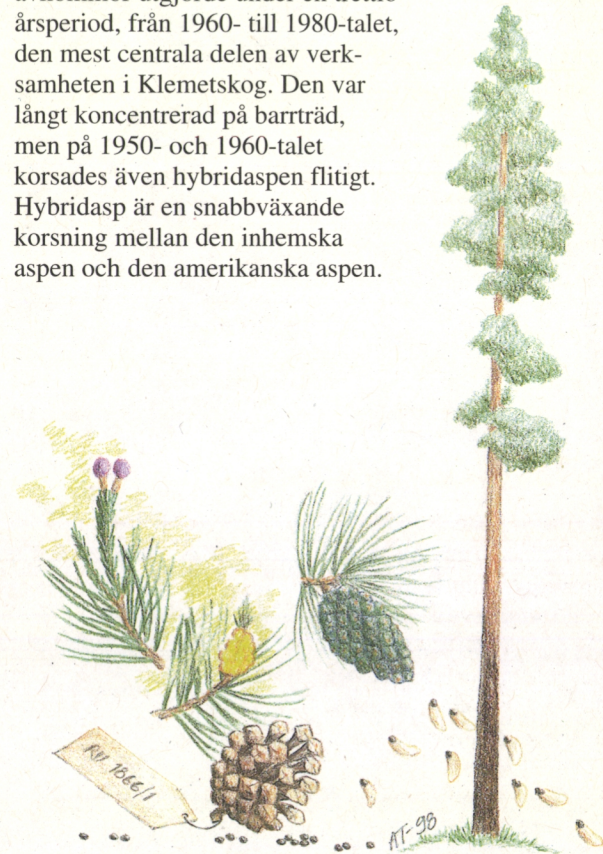 årsperiod, från 1960- till 1980-talet,
den mest centrala delen av verk-
samheten i Klemetskog. Den var
långt koncentrerad på barrträd,
men på 1950- och 1960-talet
korsades även hybridaspen flitigt.
Hybridasp är en snabbväxande
korsning mellan den inhemska
aspen och den amerikanska aspen.
1866/1
AT-98